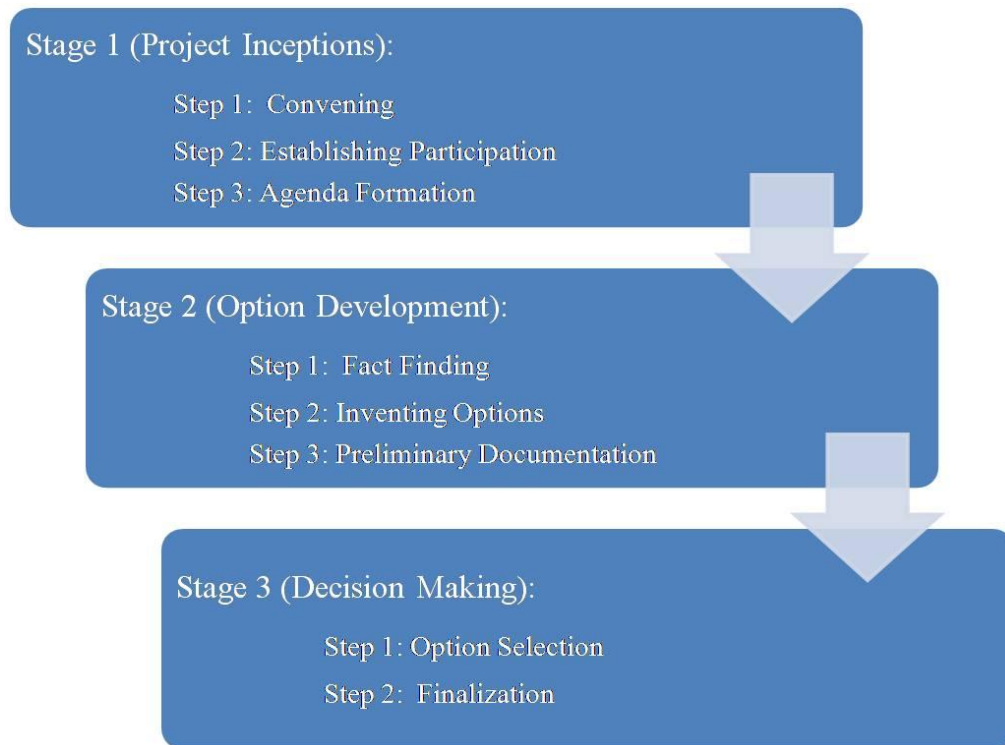 Stage 1 (Project Inceptions):
Step 1: Convening
Step 2: Establishing Participation
Step 3: Agenda Formation
Stage 2 (Option Development):
Step 1: Fact Finding
Step 2: Inventing Options
Step 3: Preliminary Documentation
Stage 3 (Decision Making):
Step 1: Option Selection
Step 2: Finalization